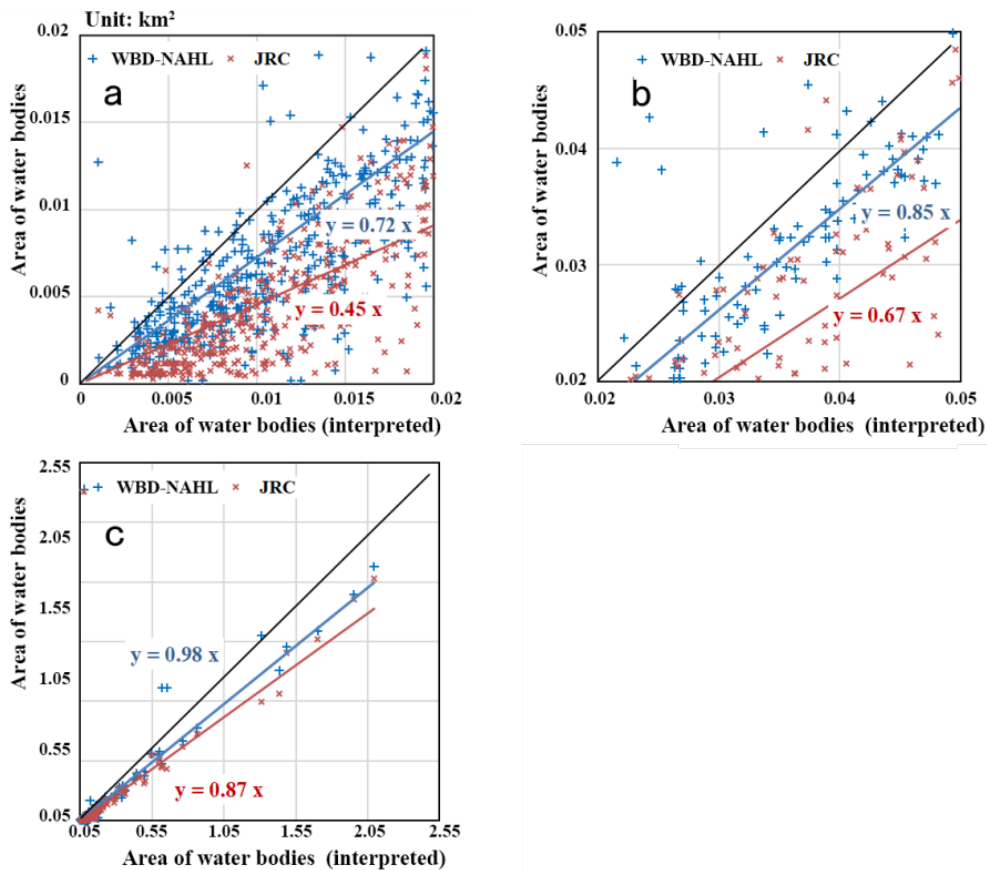 Unit: km²
0.02
0.015
0.01
0.005
0
Area of water bodies
WBD-NAHL JRC
a
y = 0.72 x
y = 0.45 x
0 0.005 0.01 0.015 0.02
Area of water bodies (interpreted)
0.05
0.04
0.03
0.02
Area of water bodies
WBD-NAHL JRC
b
y = 0.85 x
y = 0.67 x
0.02 0.03 0.04 0.05
Area of water bodies (interpreted)
2.55
2.05
1.55
1.05
0.55
0.05
Area of water bodies
WBD-NAHL JRC
c
y = 0.98 x
y = 0.87 x
0.05 0.55 1.05 1.55 2.05 2.55
Area of water bodies (interpreted)